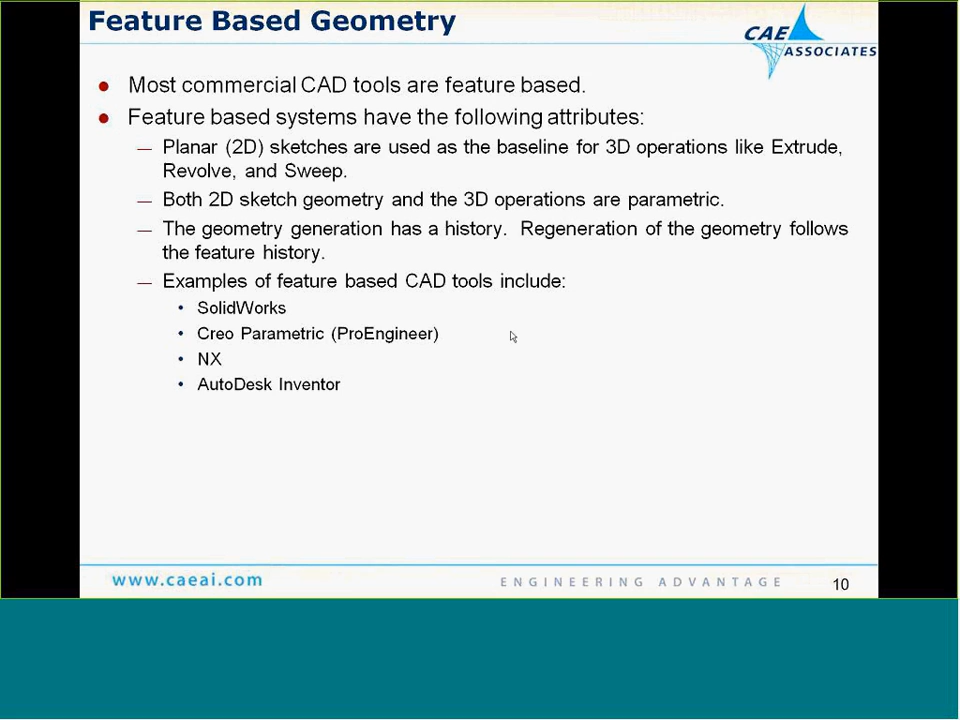 Feature Based Geometry
CAE
ASSOCIATES
● Most commercial CAD tools are feature based.
● Feature based systems have the following attributes:
— Planar (2D) sketches are used as the baseline for 3D operations like Extrude,
Revolve, and Sweep.
— Both 2D sketch geometry and the 3D operations are parametric.
— The geometry generation has a history. Regeneration of the geometry follows
the feature history.
— Examples of feature based CAD tools include:
• SolidWorks
• Creo Parametric (ProEngineer)
• NX
• AutoDesk Inventor
www.caeai.com
ENGINEERING ADVANTAGE
10